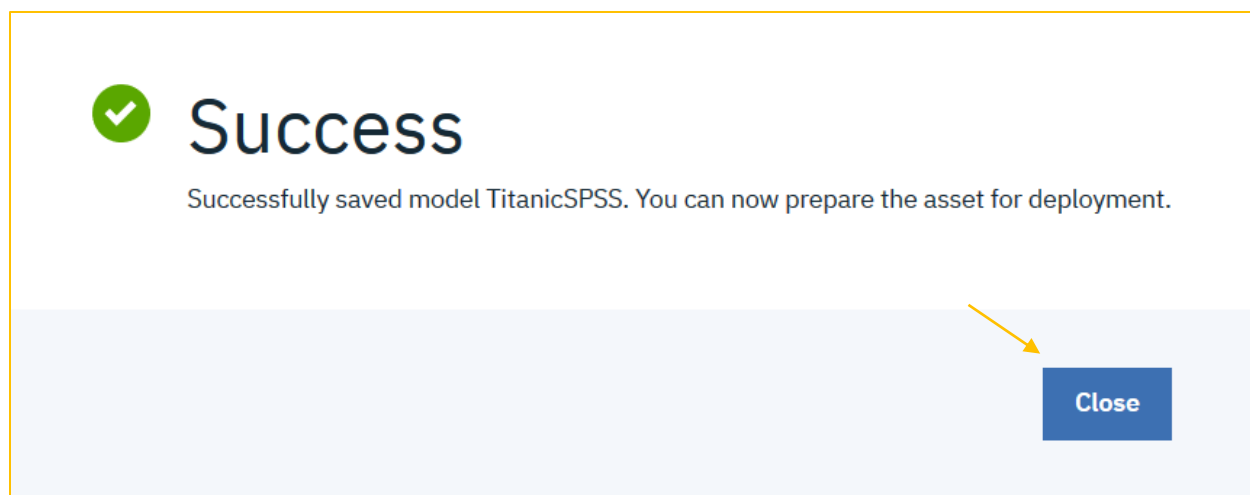 Success
Successfully saved model TitanicSPSS. You can now prepare the asset for deployment.
Close